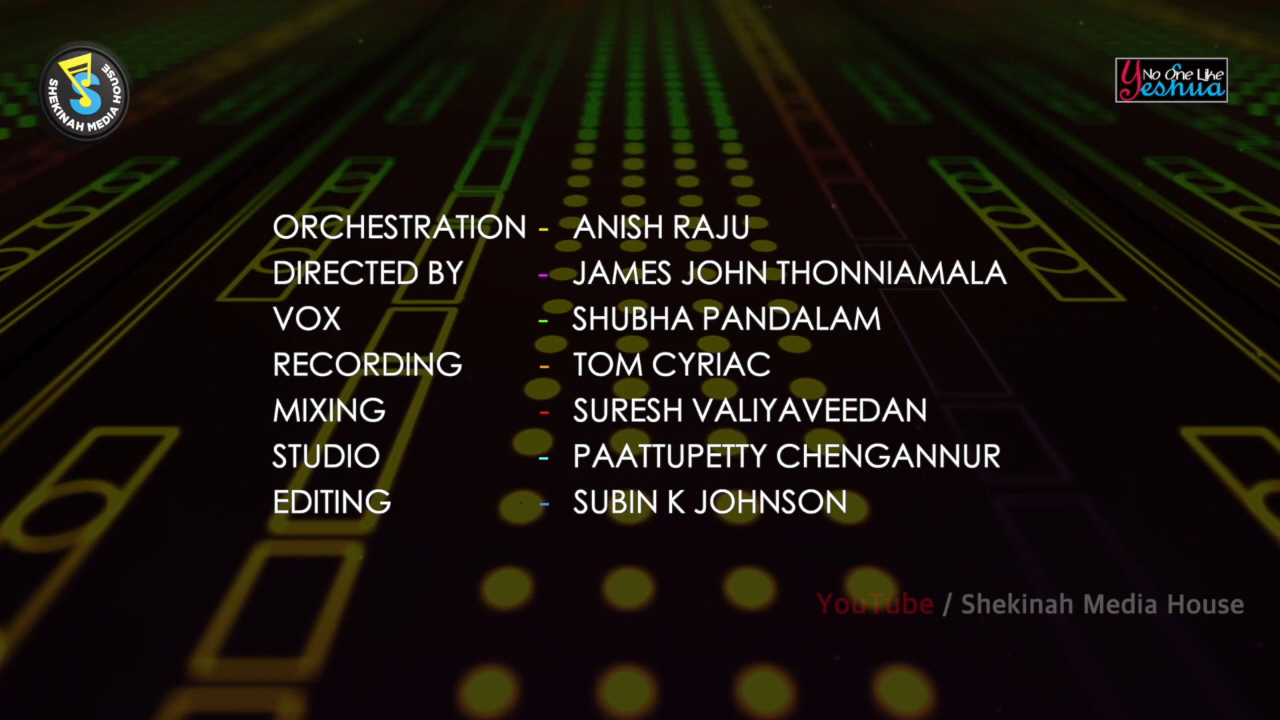 SHEKINAH MEDIA HOUSE
No One Like
Yeshua
ORCHESTRATION - ANISH RAJU
DIRECTED BY - JAMES JOHN THONNIAMALA
VOX - SHUBHA PANDALAM
RECORDING - TOM CYRIAC
MIXING - SURESH VALIYAVEEDAN
STUDIO - PAATTUPETTY CHENGANNUR
EDITING - SUBIN K JOHNSON
YouTube / Shekinah Media House